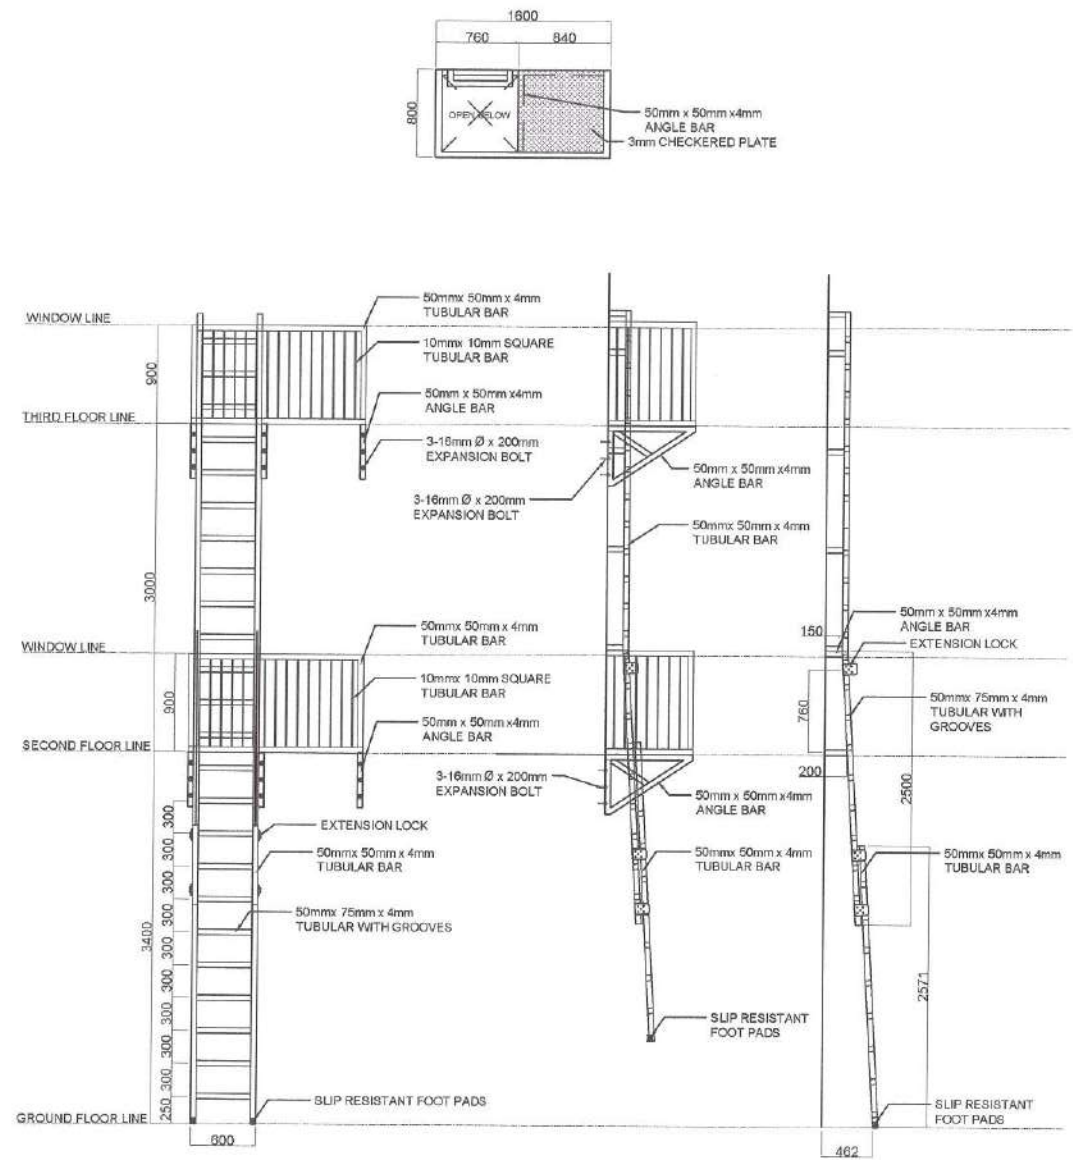 1600
760
840
800
OPEN BELOW
50mm x 50mm x4mm
ANGLE BAR
3mm CHECKERED PLATE
WINDOW LINE
900
THIRD FLOOR LINE
3000
WINDOW LINE
900
SECOND FLOOR LINE
3400
300
300
300
300
300
300
300
300
300
250
GROUND FLOOR LINE
600
50mmx 50mm x 4mm
TUBULAR BAR
10mmx 10mm SQUARE
TUBULAR BAR
50mm x 50mm x4mm
ANGLE BAR
3-16mm Ø x 200mm
EXPANSION BOLT
3-16mm Ø x 200mm
EXPANSION BOLT
50mmx 50mm x 4mm
TUBULAR BAR
10mmx 10mm SQUARE
TUBULAR BAR
50mm x 50mm x4mm
ANGLE BAR
3-16mm Ø x 200mm
EXPANSION BOLT
EXTENSION LOCK
50mmx 50mm x 4mm
TUBULAR BAR
50mmx 75mm x 4mm
TUBULAR WITH GROOVES
SLIP RESISTANT FOOT PADS
50mm x 50mm x4mm
ANGLE BAR
50mmx 50mm x 4mm
TUBULAR BAR
50mm x 50mm x4mm
ANGLE BAR
50mmx 50mm x 4mm
TUBULAR BAR
SLIP RESISTANT
FOOT PADS
50mm x 50mm x4mm
ANGLE BAR
150
EXTENSION LOCK
760
50mmx 75mm x 4mm
TUBULAR WITH
GROOVES
200
2500
50mmx 50mm x 4mm
TUBULAR BAR
2571
SLIP RESISTANT
FOOT PADS
462